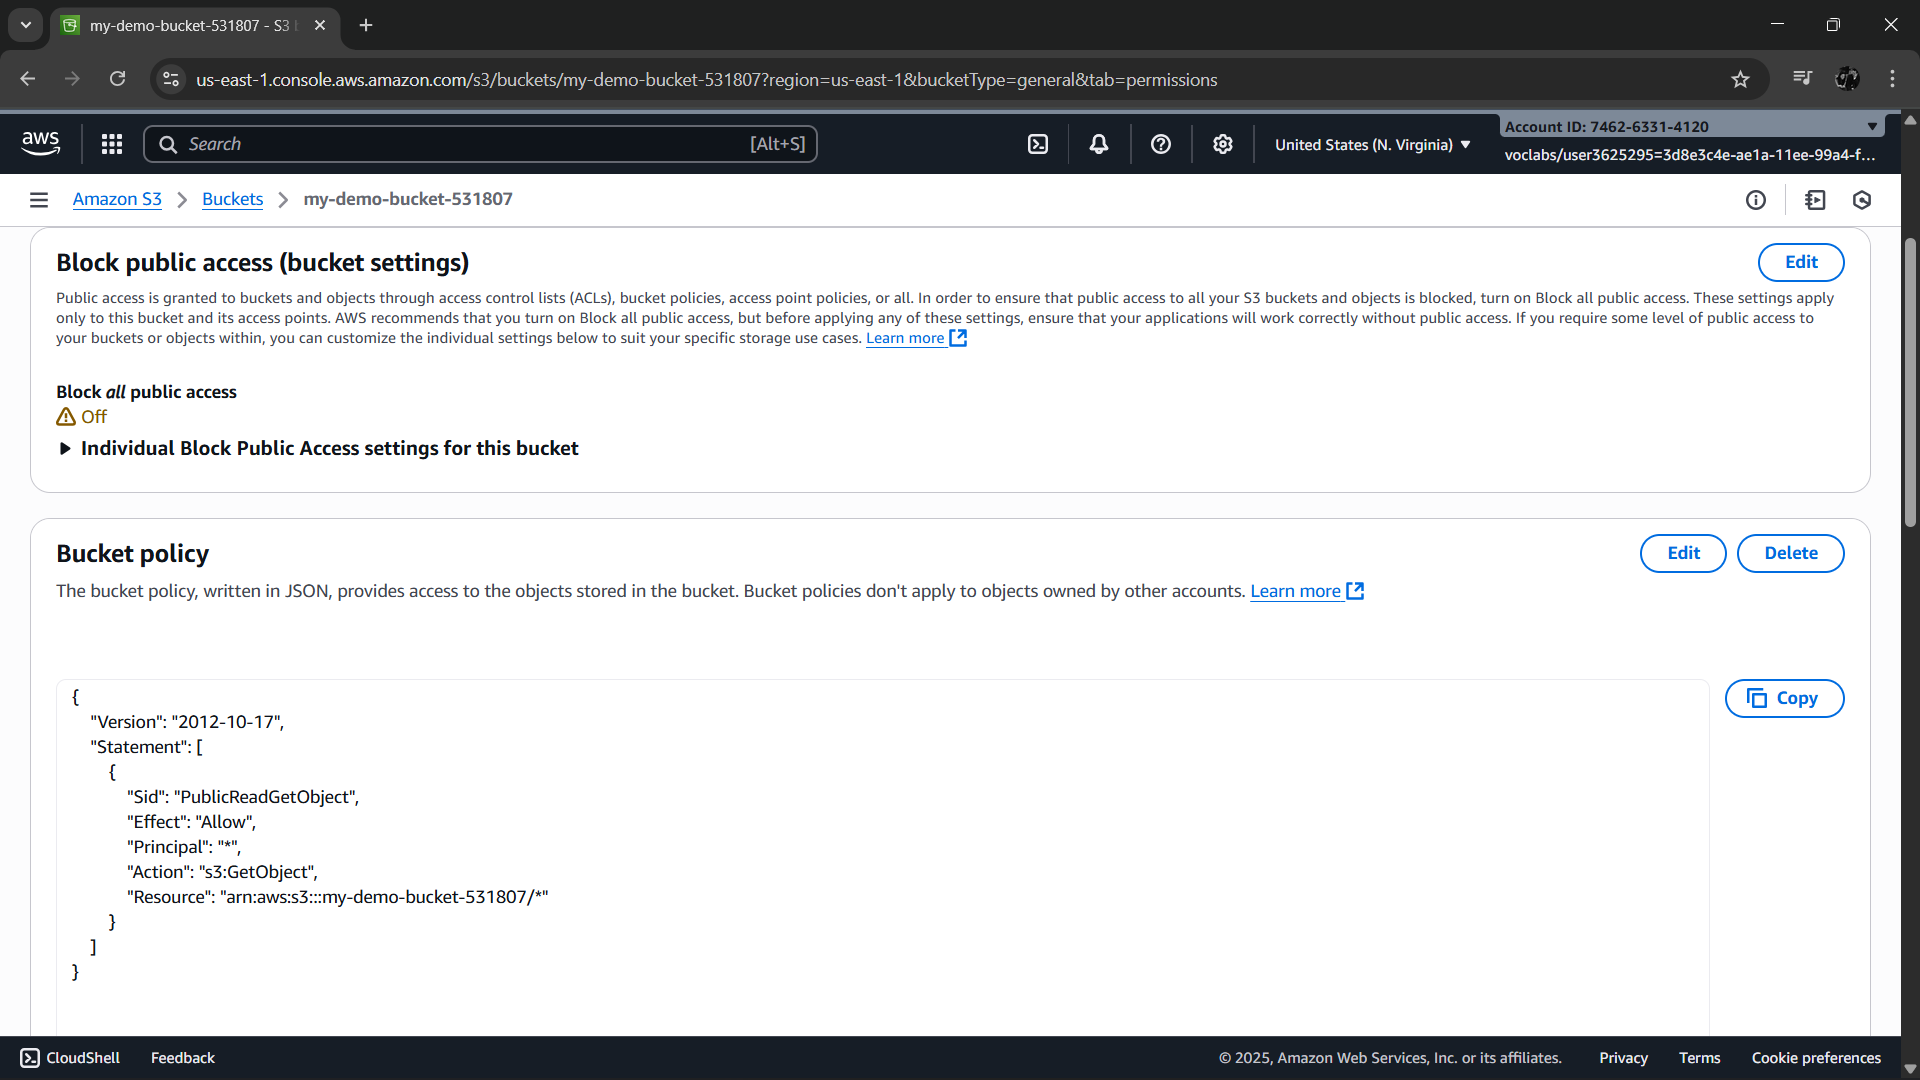 my-demo-bucket-531807 - S3
us-east-1.console.aws.amazon.com/s3/buckets/my-demo-bucket-531807?region=us-east-1&bucketType=general&tab=permissions
aws
Search [Alt+S]
United States (N. Virginia)
Account ID: 7462-6331-4120
voclabs/user3625295=3d8e3c4e-ae1a-11ee-99a4-f...
Amazon S3 Buckets my-demo-bucket-531807
Block public access (bucket settings)
Edit
Public access is granted to buckets and objects through access control lists (ACLs), bucket policies, access point policies, or all. In order to ensure that public access to all your S3 buckets and objects is blocked, turn on Block all public access. These settings apply
only to this bucket and its access points. AWS recommends that you turn on Block all public access, but before applying any of these settings, ensure that your applications will work correctly without public access. If you require some level of public access to
your buckets or objects within, you can customize the individual settings below to suit your specific storage use cases. Learn more
Block all public access
Off
Individual Block Public Access settings for this bucket
Bucket policy
Edit
Delete
The bucket policy, written in JSON, provides access to the objects stored in the bucket. Bucket policies don't apply to objects owned by other accounts. Learn more
Copy
{
"Version": "2012-10-17",
"Statement": [
{
"Sid": "PublicReadGetObject",
"Effect": "Allow",
"Principal": "*",
"Action": "s3:GetObject",
"Resource": "arn:aws:s3:::my-demo-bucket-531807/*"
}
]
}
CloudShell Feedback © 2025, Amazon Web Services, Inc. or its affiliates. Privacy Terms Cookie preferences